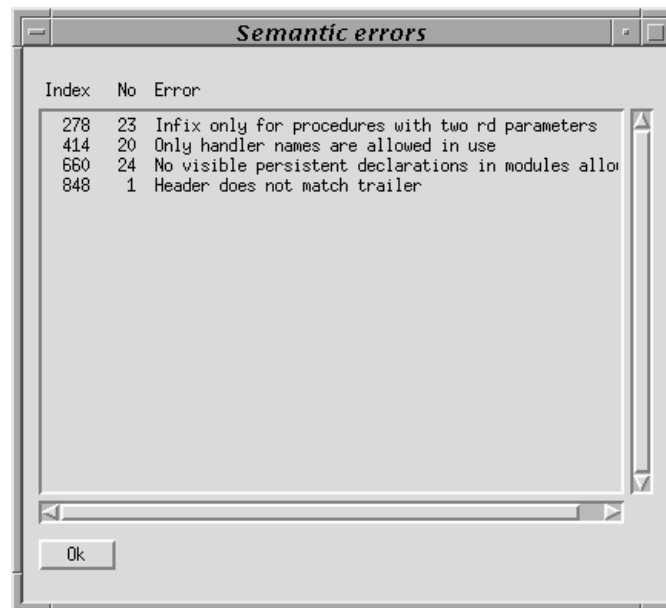 Semantic errors
Index No Error
278 23 Infix only for procedures with two rd parameters
414 20 Only handler names are allowed in use
660 24 No visible persistent declarations in modules
848 1 Header does not match trailer
Ok